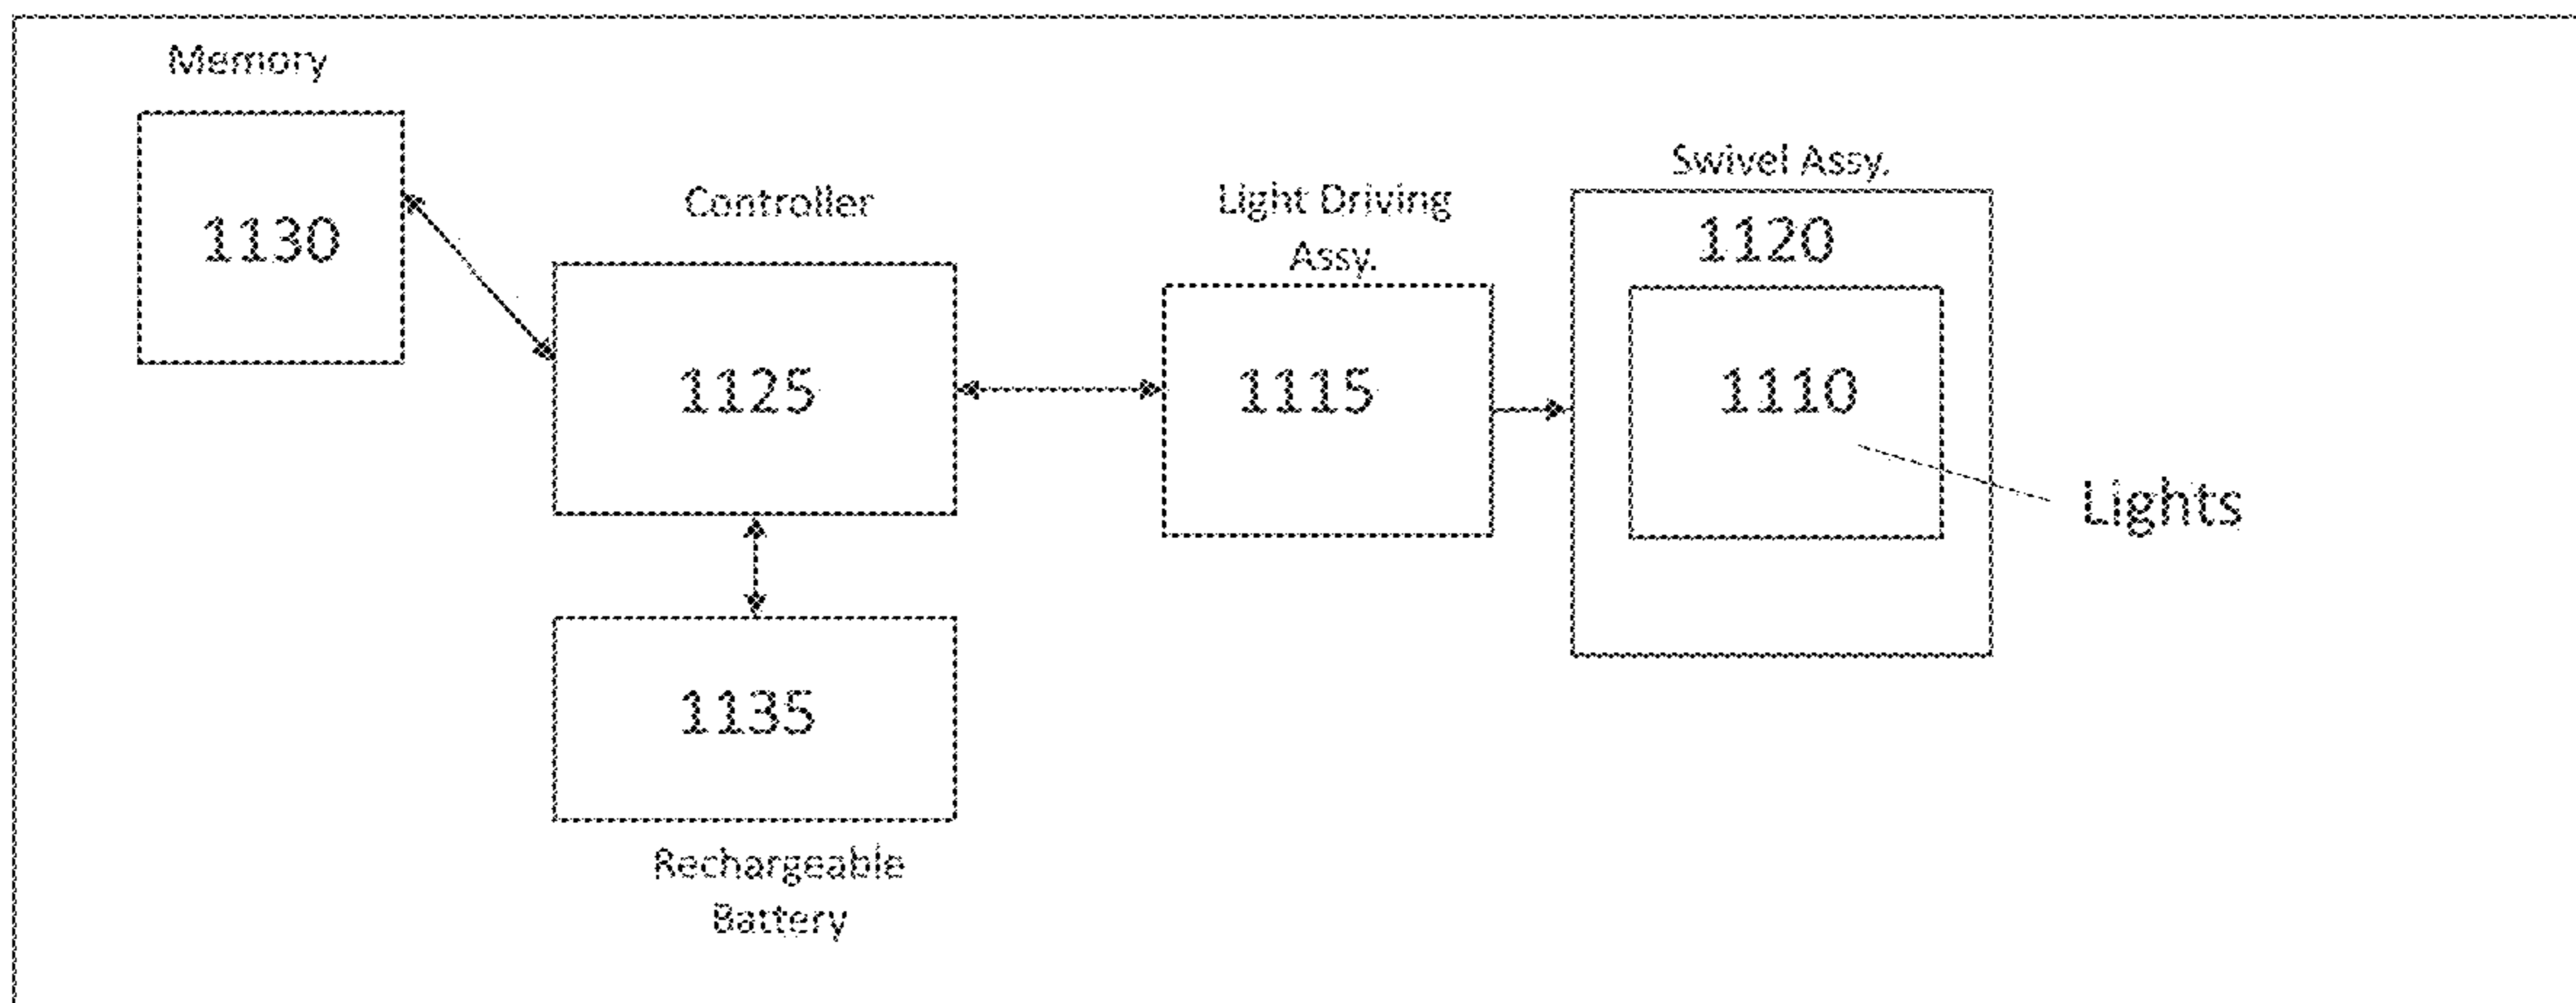 Memory
1130
Controller
1125
Light Driving
Assy.
1115
Swivel Assy.
1120
1110
Lights
1135
Rechargeable
Battery